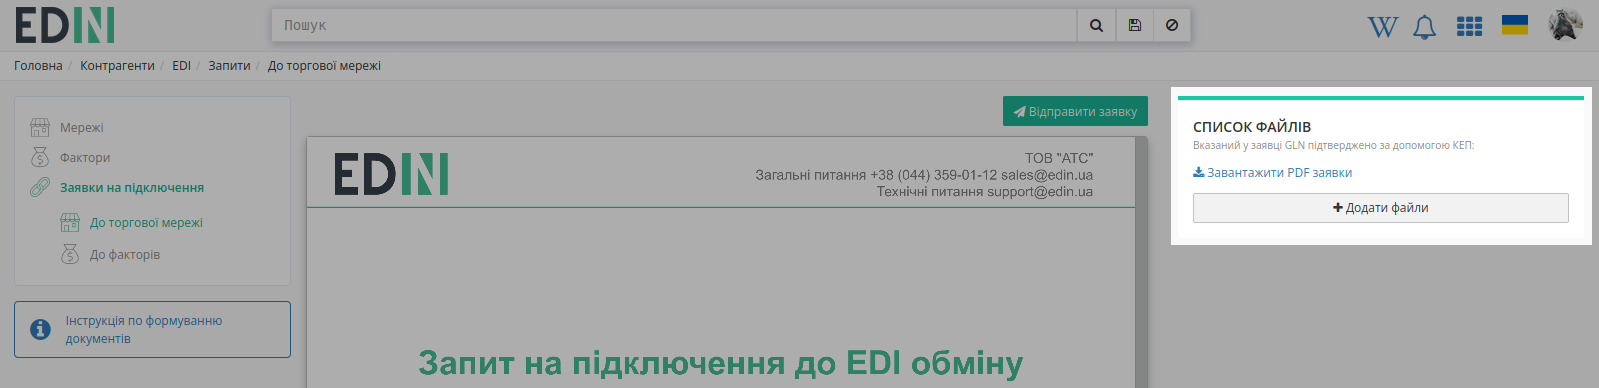 EDIN
Пошук
W
Головна / Контрагенти / EDI / Запити / До торгової мережі
Мережі
Фактори
Заявки на підключення
До торгової мережі
До факторів
Інструкція по формуванню
документів
Відправити заявку
EDIN
ТОВ "АТС"
Загальні питання +38 (044) 359-01-12 sales@edin.ua
Технічні питання support@edin.ua
Запит на підключення до EDI обміну
СПИСОК ФАЙЛІВ
Вказаний у заявці GLN підтверджено за допомогою КЕП:
Завантажити PDF заявки
Додати файли